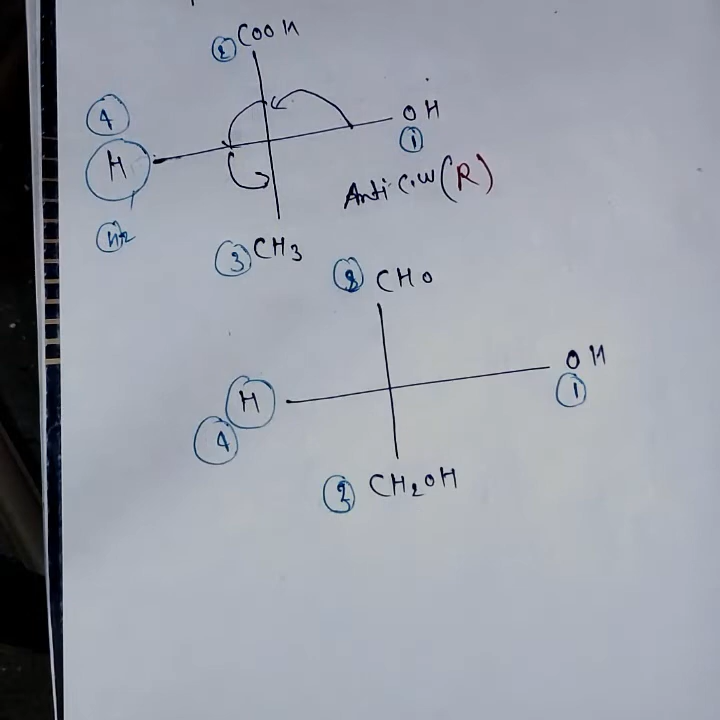 ② COOH
④
H
OH
①
Anti C.W (R)
③ CH3
③ CHO
H
④
OH
①
② CH2OH